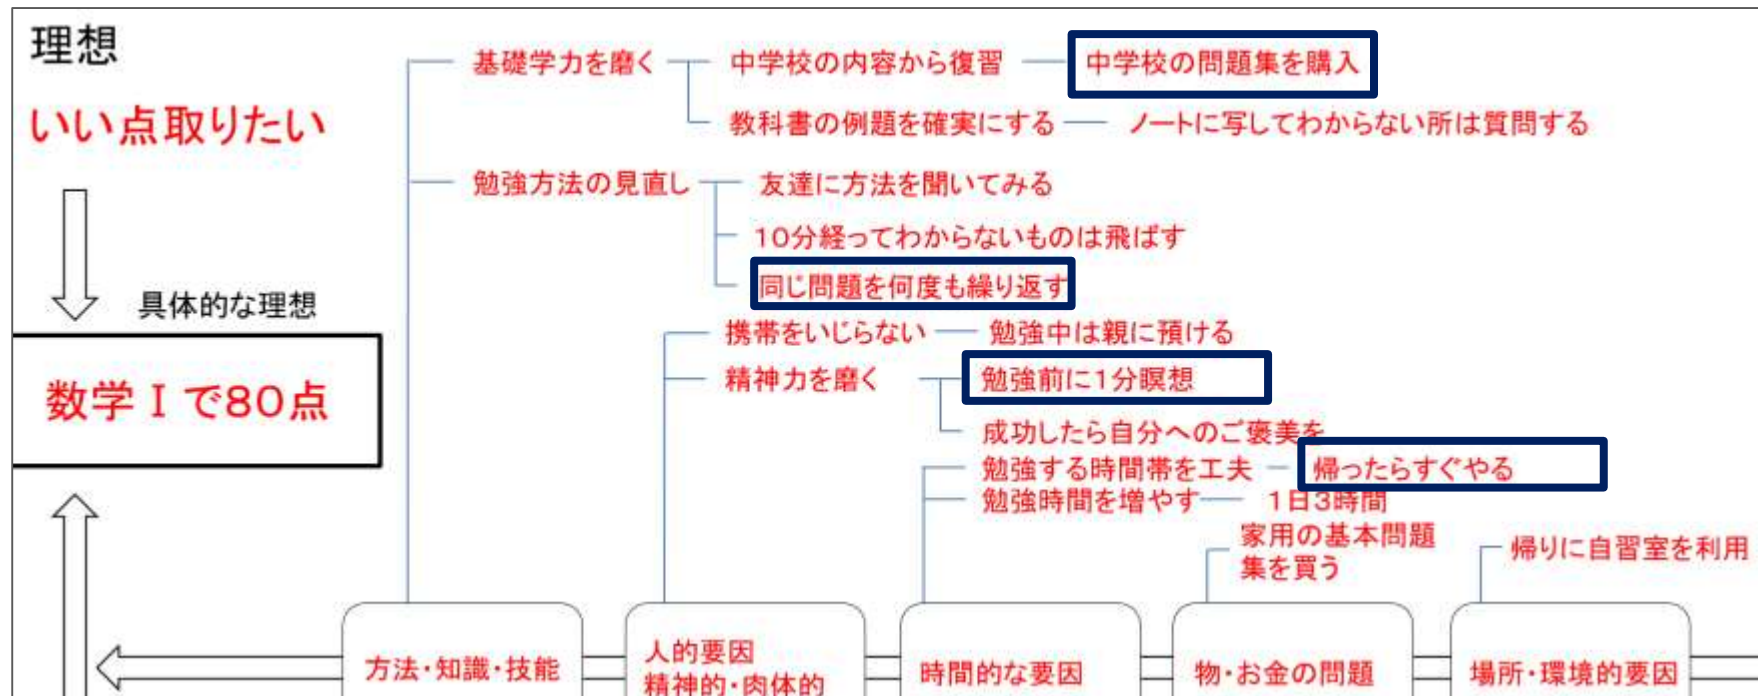 理想
いい点取りたい
具体的な理想
数学Ⅰで80点
基礎学力を磨く
中学校の内容から復習
中学校の問題集を購入
教科書の例題を確実にする
ノートに写してわからない所は質問する
勉強方法の見直し
友達に方法を聞いてみる
10分経ってわからないものは飛ばす
同じ問題を何度も繰り返す
携帯をいじらない
勉強中は親に預ける
精神力を磨く
勉強前に1分瞑想
成功したら自分へのご褒美を
勉強する時間帯を工夫
帰ったらすぐやる
勉強時間を増やす
1日3時間
家用の基本問題
集を買う
帰りに自習室を利用
方法・知識・技能
人的要因
精神的・肉体的
時間的な要因
物・お金の問題
場所・環境的要因